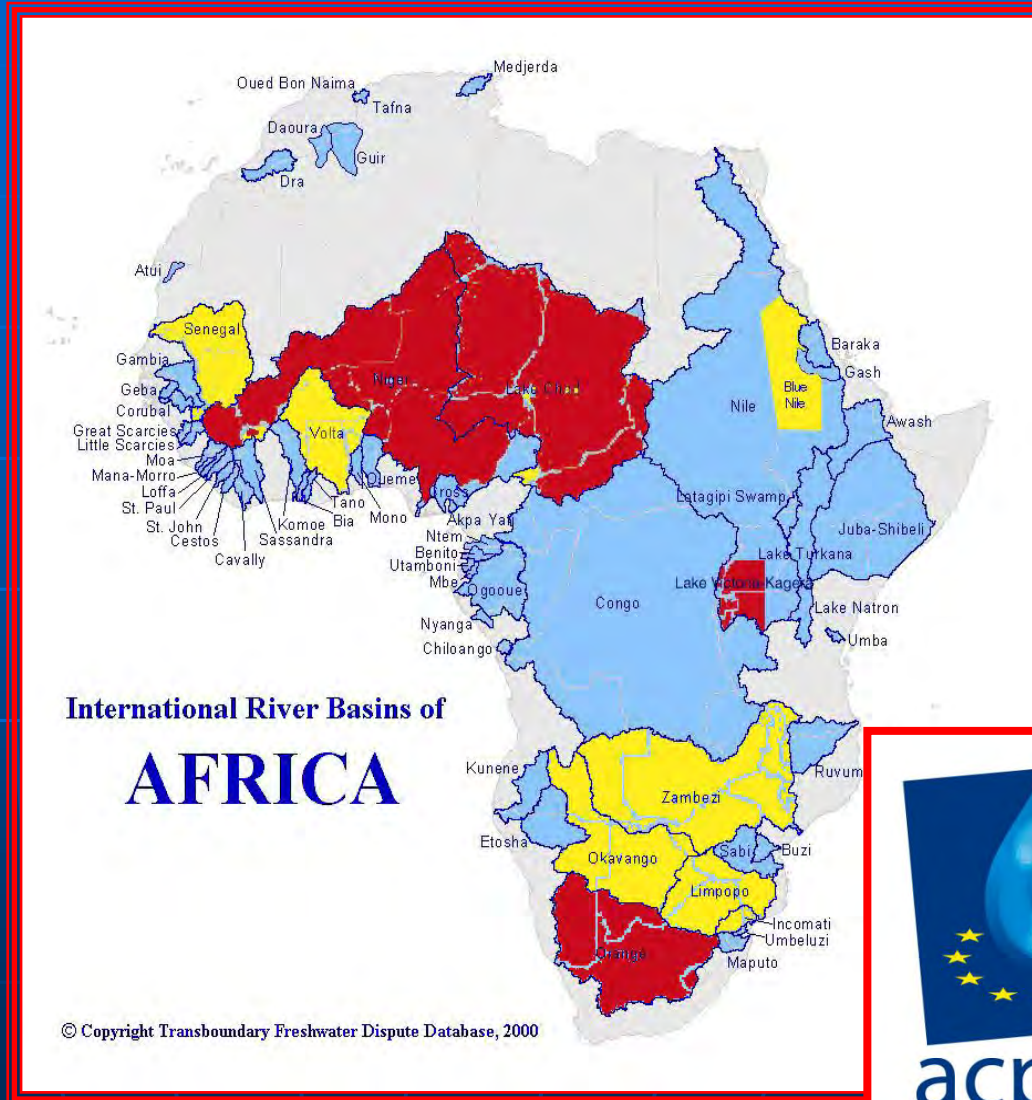 Medjerda
Oued Bon Naima
Tafna
Daoura
Guir
Dra
Atui
Senegal
Gambia
Geba
Corubal
Great Scarcies
Little Scarcies
Moa
Mana-Morro
Loffa
St. Paul
St. John
Cestos
Cavally
Sassandra
Komoe
Bia
Tano
Volta
Mono
Oueme
Niger
Lake Chad
Cross
Akpa Yafi
Ntem
Benito
Utamboni
Mbe
Ogooue
Nyanga
Chiloango
Congo
Nile
Blue
Nile
Baraka
Gash
Awash
Juba-Shibeli
Lotagipi Swamp
Lake Turkana
Lake Victoria-Kagera
Lake Natron
Umba
International River Basins of
AFRICA
Kunene
Etosha
Zambezi
Okavango
Limpopo
Sabi
Buzi
Incomati
Umbeluzi
Maputo
Orange
© Copyright Transboundary Freshwater Dispute Database, 2000